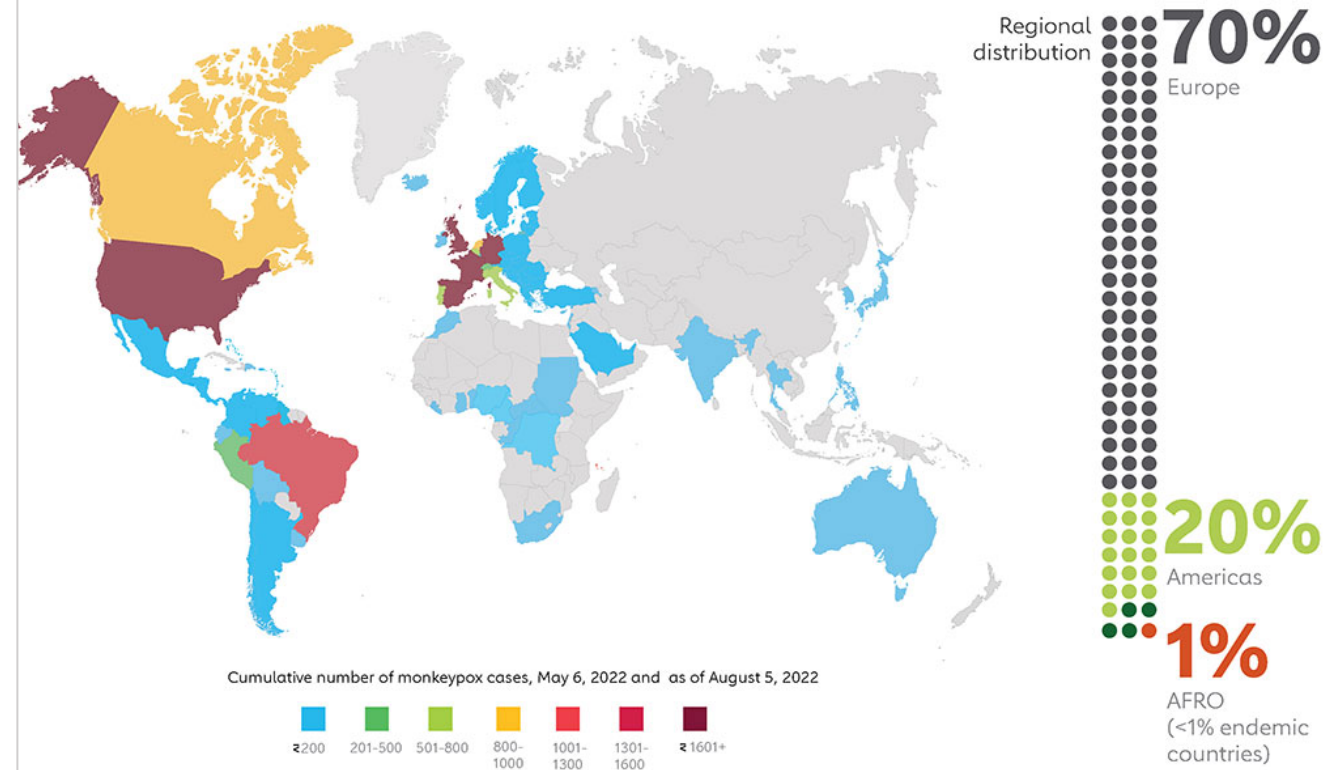 Regional
distribution
70%
Europe
20%
Americas
1%
AFRO
(<1% endemic
countries)
Cumulative number of monkeypox cases, May 6, 2022 and as of August 5, 2022
₹200
201-500
501-800
800-
1000
1001-
1300
1301-
1600
₹1601+